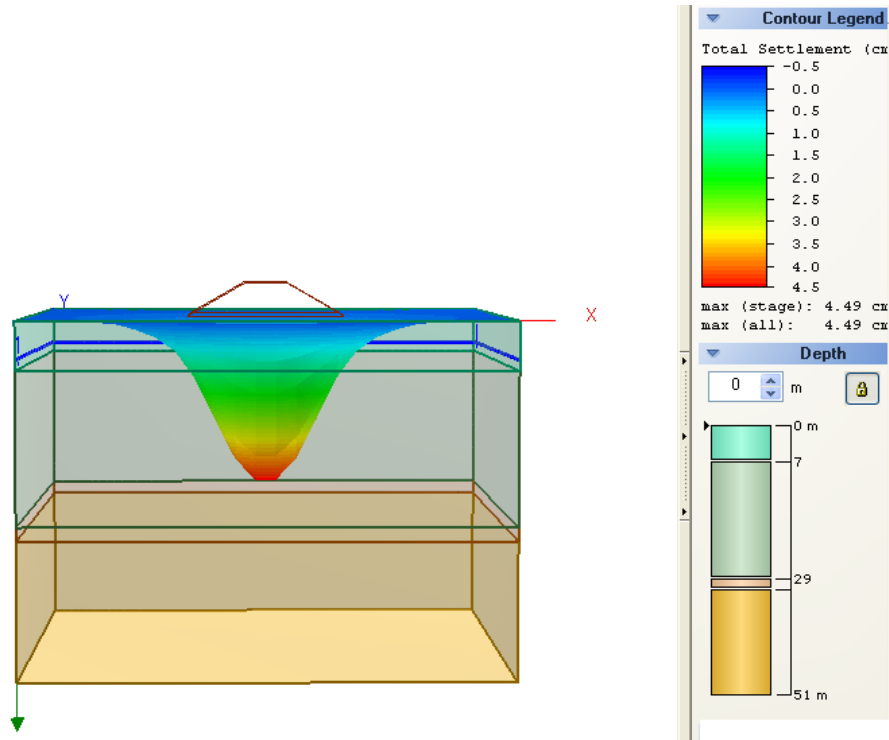 Y
X
Contour Legend
Total Settlement (cm
-0.5
0.0
0.5
1.0
1.5
2.0
2.5
3.0
3.5
4.0
4.5
max (stage): 4.49 cm
max (all): 4.49 cm
Depth
0 m
0 m
7
29
51 m